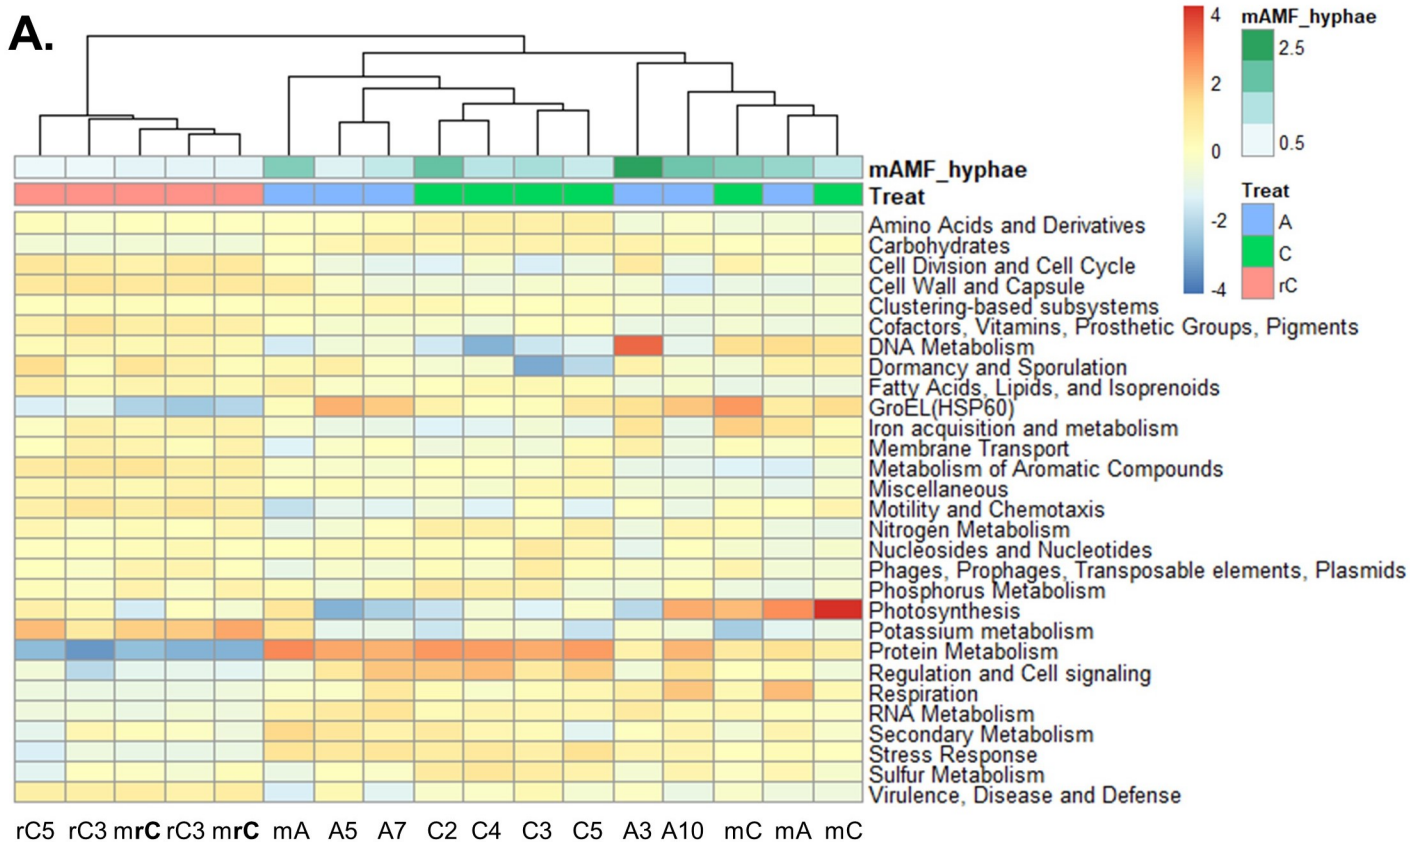 A.
4
2
0
-2
-4
mAMF_hyphae
2.5
0.5
Treat
A
C
rC
mAMF_hyphae
Treat
Amino Acids and Derivatives
Carbohydrates
Cell Division and Cell Cycle
Cell Wall and Capsule
Clustering-based subsystems
Cofactors, Vitamins, Prosthetic Groups, Pigments
DNA Metabolism
Dormancy and Sporulation
Fatty Acids, Lipids, and Isoprenoids
GroEL(HSP60)
Iron acquisition and metabolism
Membrane Transport
Metabolism of Aromatic Compounds
Miscellaneous
Motility and Chemotaxis
Nitrogen Metabolism
Nucleosides and Nucleotides
Phages, Prophages, Transposable elements, Plasmids
Phosphorus Metabolism
Photosynthesis
Potassium metabolism
Protein Metabolism
Regulation and Cell signaling
Respiration
RNA Metabolism
Secondary Metabolism
Stress Response
Sulfur Metabolism
Virulence, Disease and Defense
rC5 rC3 mrC rC3 mrC mA A5 A7 C2 C4 C3 C5 A3 A10 mC mA mC